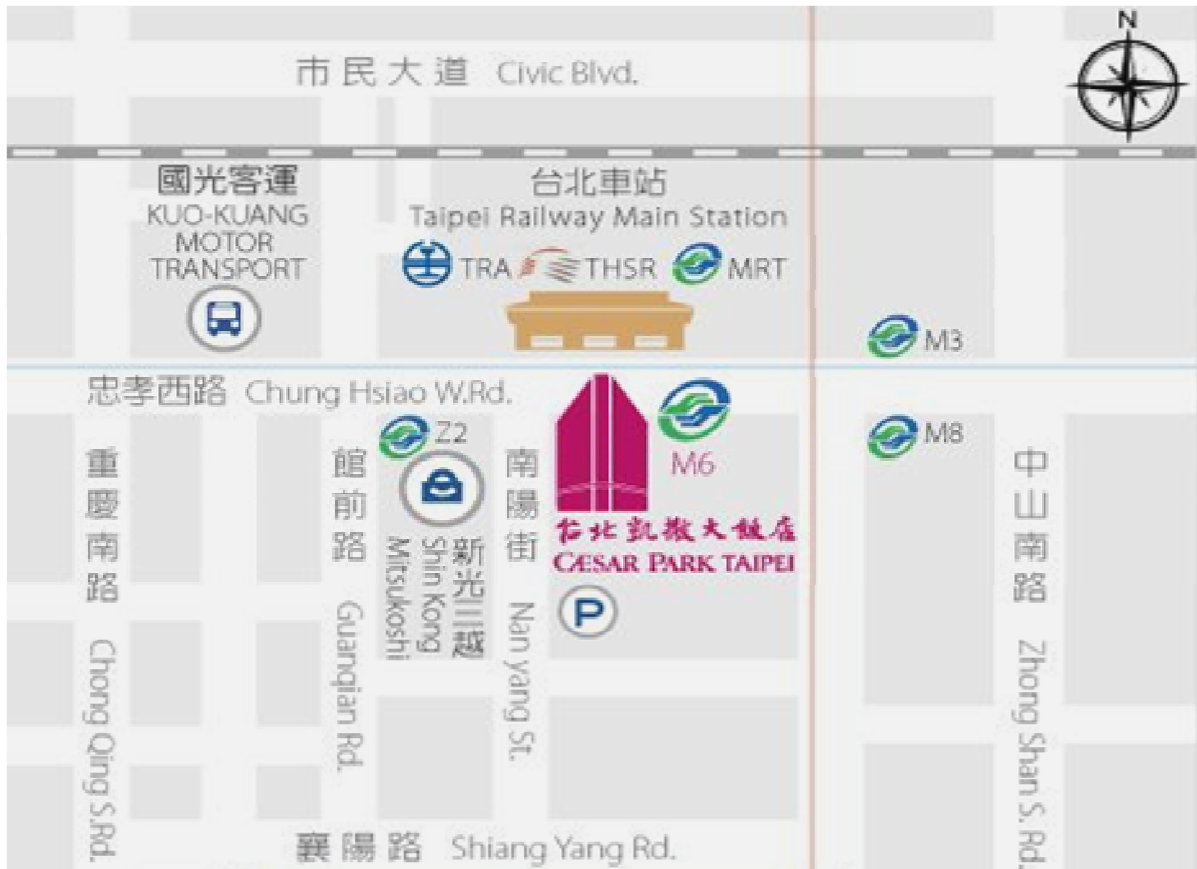 N
市民大道 Civic Blvd.
國光客運
KUO-KUANG
MOTOR
TRANSPORT
台北車站
Taipei Railway Main Station
TRA THSR MRT
M3
忠孝西路 Chung Hsiao W.Rd.
Z2
M6
M8
重慶南路 Chong Qing S.Rd.
館前路 Guanqian Rd.
新光三越
Shin Kong
Mitsukoshi
南陽街 Nan yang St.
台北凱撒大飯店
CÆSAR PARK TAIPEI
P
中山南路 Zhong Shan S. Rd.
襄陽路 Shiang Yang Rd.